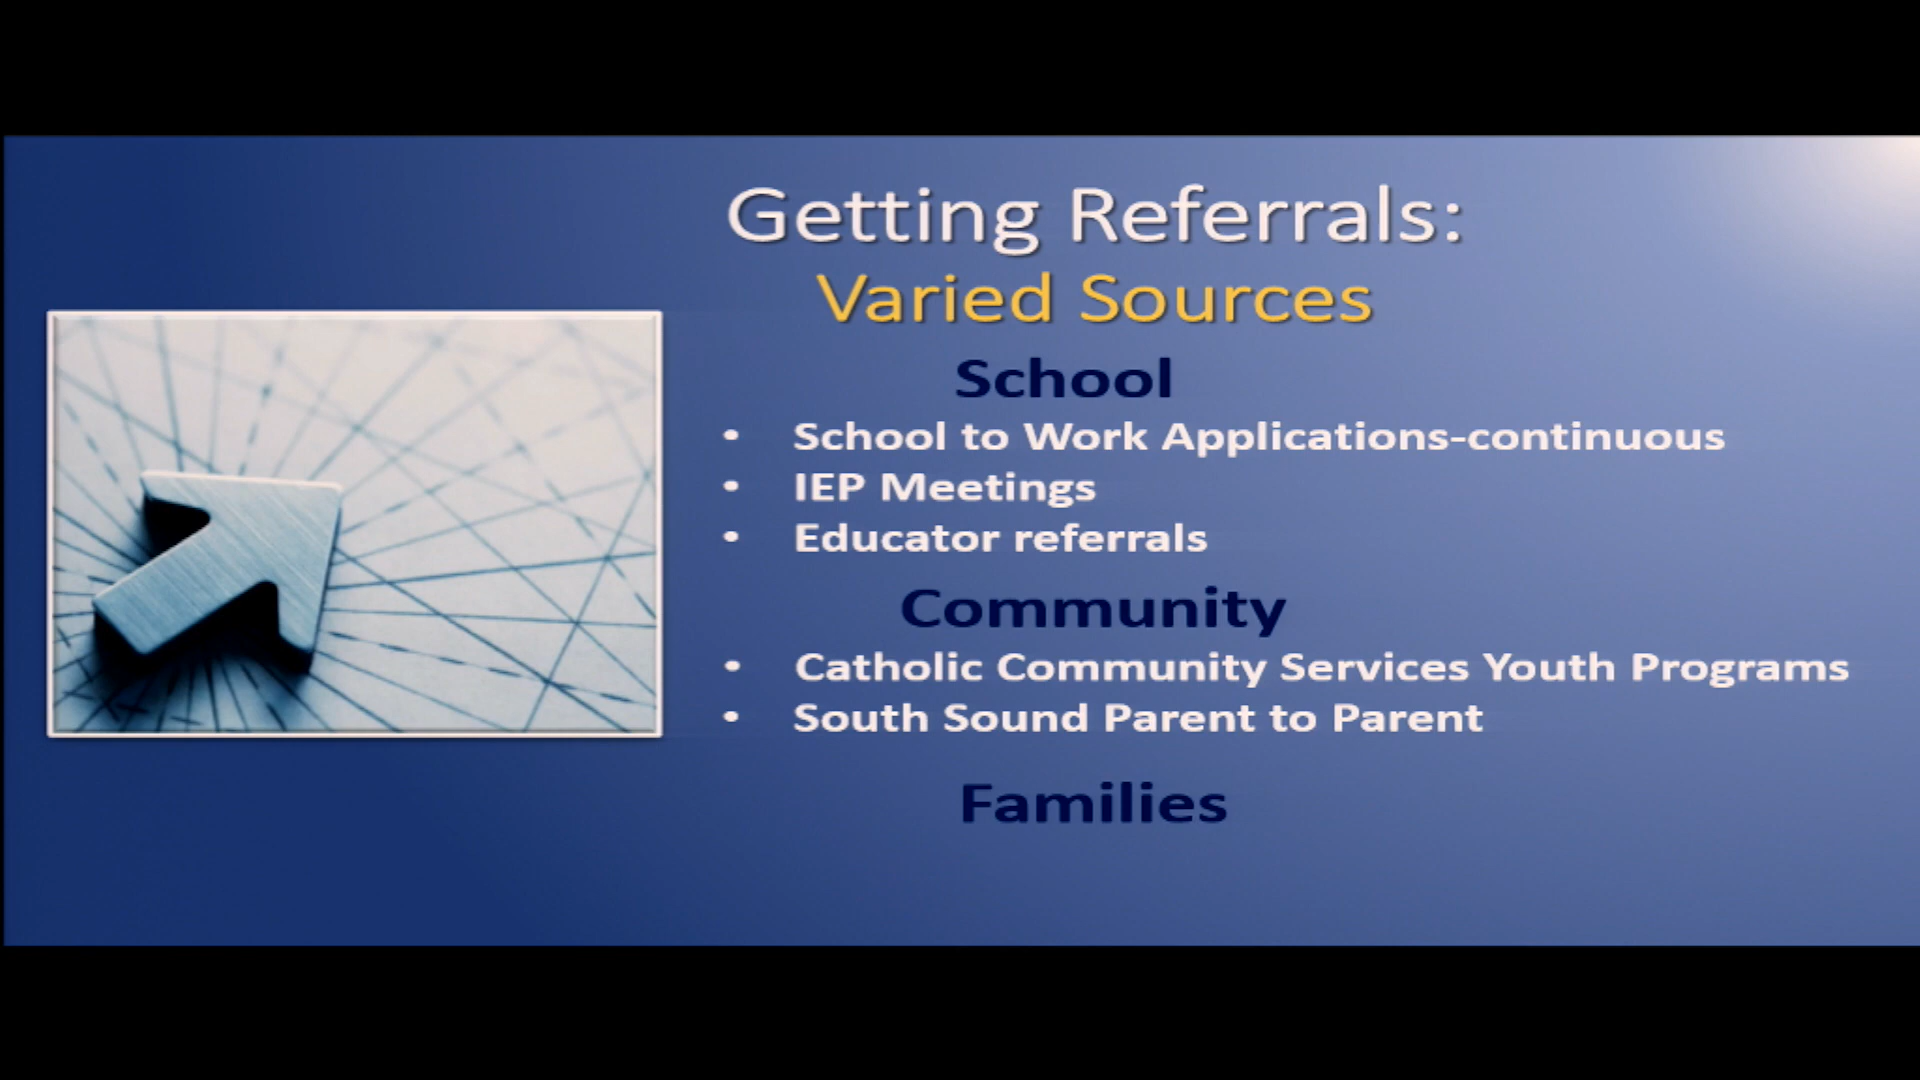 Getting Referrals:
Varied Sources
School
• School to Work Applications-continuous
• IEP Meetings
• Educator referrals
Community
• Catholic Community Services Youth Programs
• South Sound Parent to Parent
Families